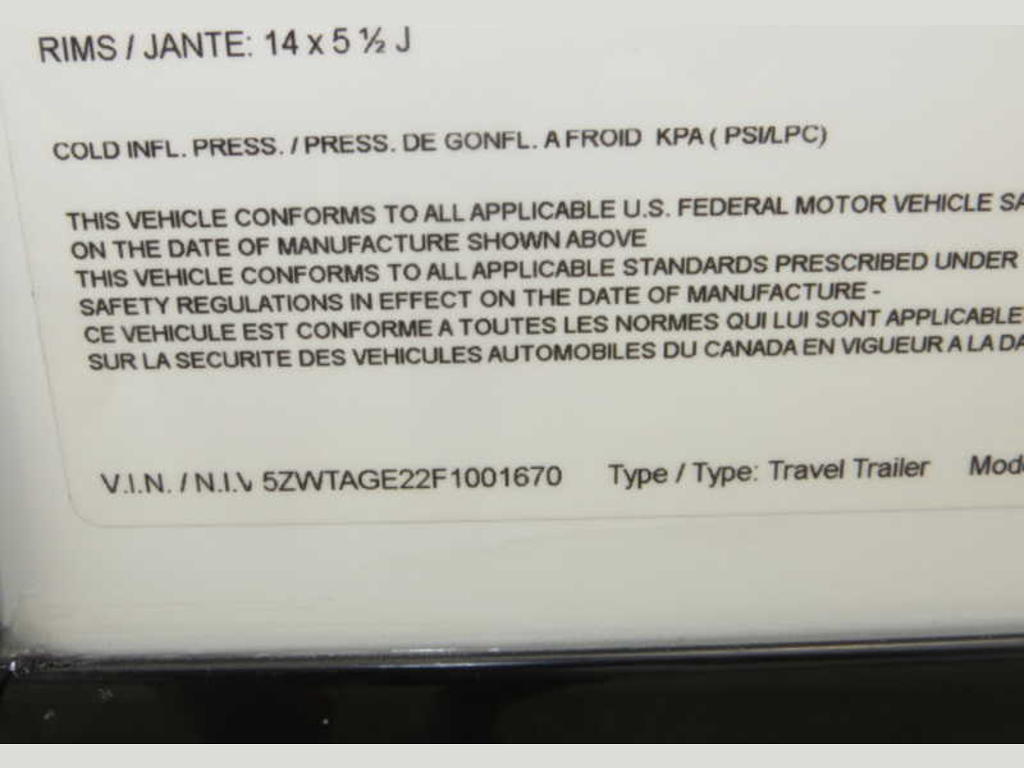 RIMS / JANTE: 14 x 5 ½ J
COLD INFL. PRESS. / PRESS. DE GONFL. A FROID KPA ( PSI/LPC)
THIS VEHICLE CONFORMS TO ALL APPLICABLE U.S. FEDERAL MOTOR VEHICLE SA
ON THE DATE OF MANUFACTURE SHOWN ABOVE
THIS VEHICLE CONFORMS TO ALL APPLICABLE STANDARDS PRESCRIBED UNDER
SAFETY REGULATIONS IN EFFECT ON THE DATE OF MANUFACTURE -
CE VEHICULE EST CONFORME A TOUTES LES NORMES QUI LUI SONT APPLICABLE
SUR LA SECURITE DES VEHICULES AUTOMOBILES DU CANADA EN VIGUEUR A LA DA
V.I.N. / N.I.V 5ZWTAGE22F1001670 Type / Type: Travel Trailer Mod